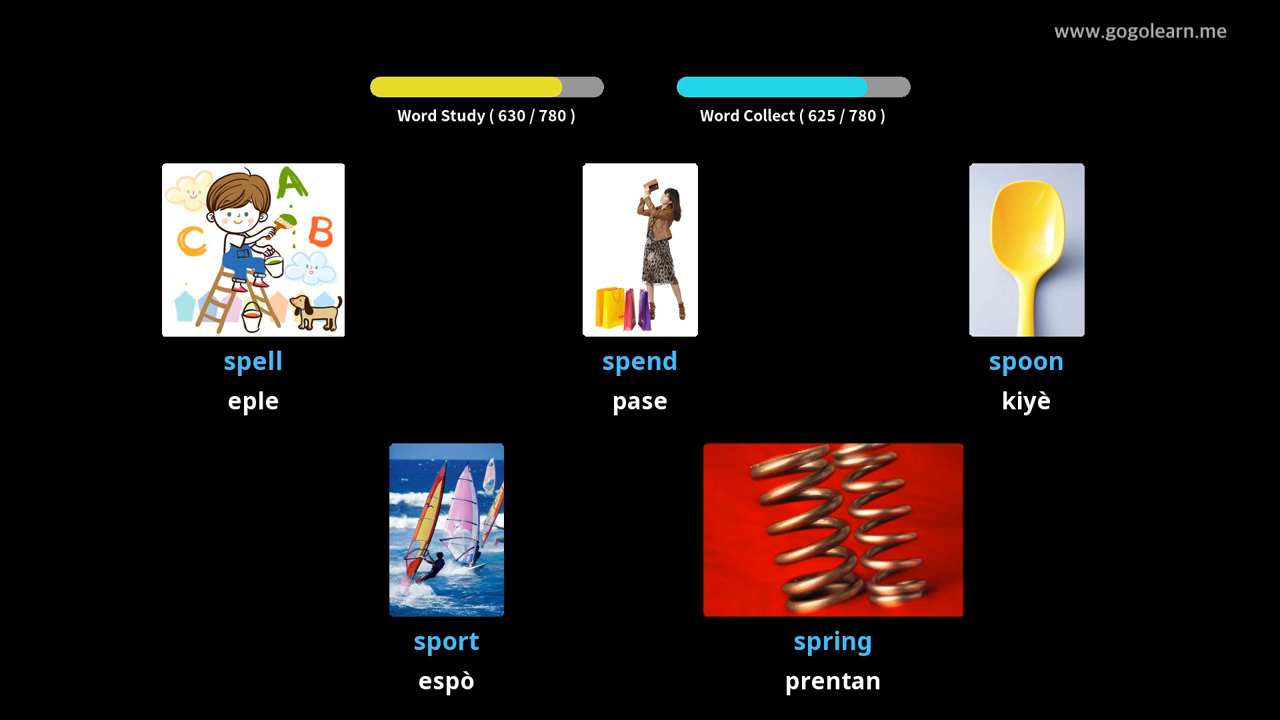 www.gogolearn.me
Word Study ( 630 / 780 )
Word Collect ( 625 / 780 )
A
B
C
spell
eple
spend
pase
spoon
kiyè
sport
espò
spring
prentan